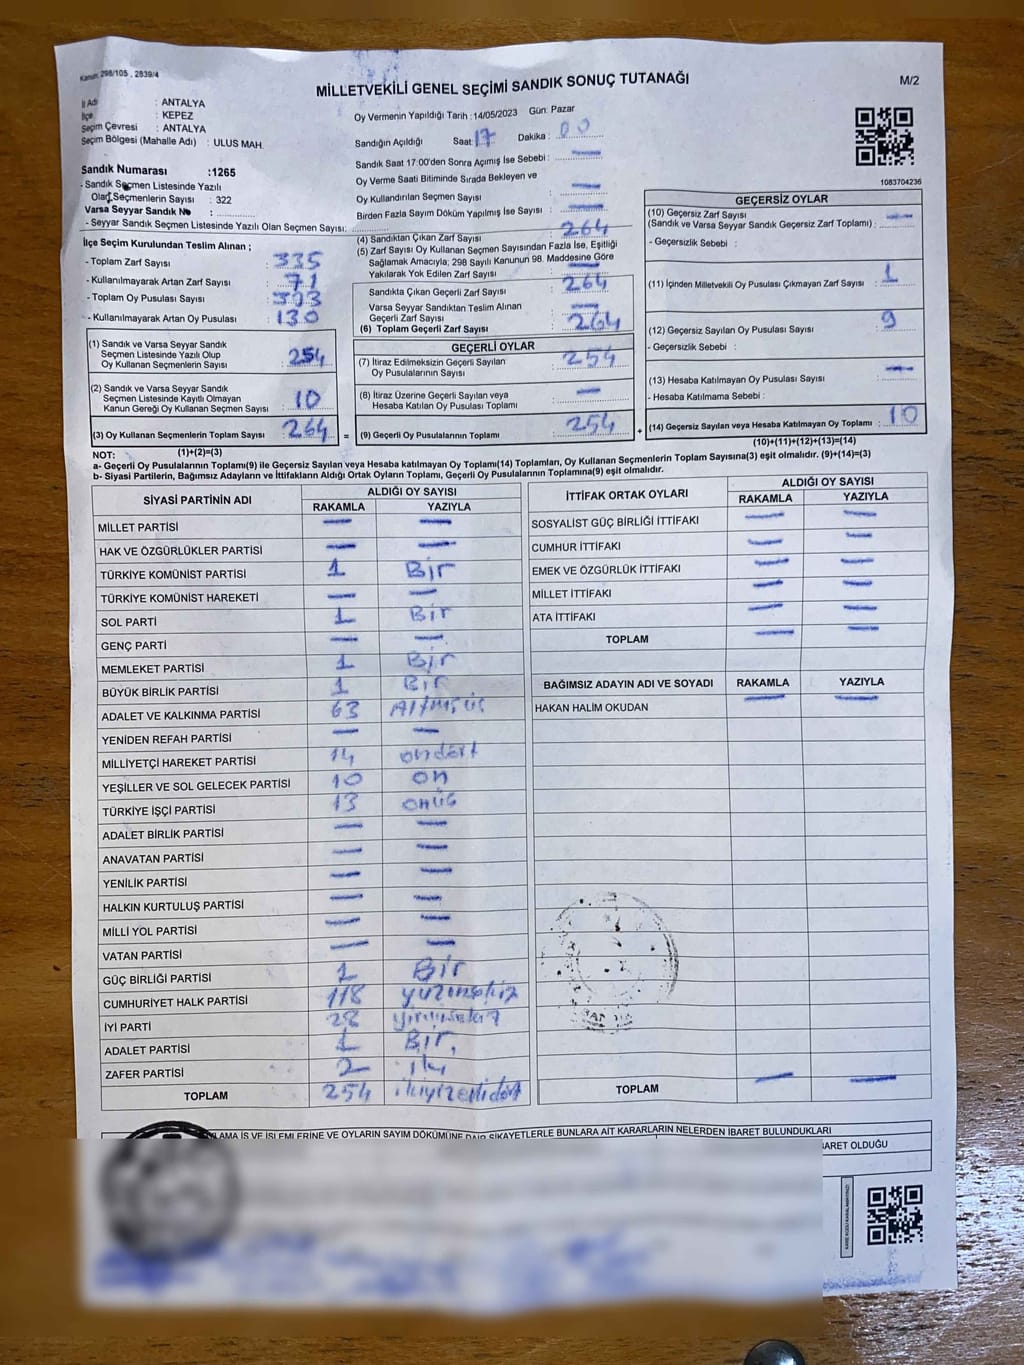 Kanun: 298/105 , 2839/4
MİLLETVEKİLİ GENEL SEÇİMİ SANDIK SONUÇ TUTANAĞI
M/2
İl Adı : ANTALYA
İlçe : KEPEZ
Seçim Çevresi : ANTALYA
Seçim Bölgesi (Mahalle Adı) : ULUS MAH.
Sandık Numarası :1265
- Sandık Seçmen Listesinde Yazılı
Olan Seçmenlerin Sayısı : 322
Varsa Seyyar Sandık No :
- Seyyar Sandık Seçmen Listesinde Yazılı Olan Seçmen Sayısı:
Oy Vermenin Yapıldığı Tarih : 14/05/2023 Gün: Pazar
Sandığın Açıldığı Saat: 17 Dakika : 00
Sandık Saat 17:00'den Sonra Açımış İse Sebebi : —
Oy Verme Saati Bitiminde Sırada Bekleyen ve
Oy Kullandırılan Seçmen Sayısı —
Birden Fazla Sayım Döküm Yapılmış İse Sayısı : —
1083704236
İlçe Seçim Kurulundan Teslim Alınan ;
- Toplam Zarf Sayısı : 335
- Kullanılmayarak Artan Zarf Sayısı : 71
- Toplam Oy Pusulası Sayısı
- Kullanılmayarak Artan Oy Pusulası : 130
(1) Sandık ve Varsa Seyyar Sandık
Seçmen Listesinde Yazılı Olup
Oy Kullanan Seçmenlerin Sayısı : 254
(2) Sandık ve Varsa Seyyar Sandık
Seçmen Listesinde Kayıtlı Olmayan
Kanun Gereği Oy Kullanan Seçmen Sayısı : 10
(3) Oy Kullanan Seçmenlerin Toplam Sayısı : 264
(4) Sandıktan Çıkan Zarf Sayısı : 264
(5) Zarf Sayısı Oy Kullanan Seçmen Sayısından Fazla İse, Eşitliği
Sağlamak Amacıyla; 298 Sayılı Kanunun 98. Maddesine Göre
Yakılarak Yok Edilen Zarf Sayısı : —
Sandıkta Çıkan Geçerli Zarf Sayısı : 264
Varsa Seyyar Sandıktan Teslim Alınan
Geçerli Zarf Sayısı : —
(6) Toplam Geçerli Zarf Sayısı : 264
GEÇERLİ OYLAR
(7) İtiraz Edilmeksizin Geçerli Sayılan
Oy Pusulalarının Sayısı : 254
(8) İtiraz Üzerine Geçerli Sayılan veya
Hesaba Katılan Oy Pusulası Toplamı : —
= (9) Geçerli Oy Pusulalarının Toplamı : 254
GEÇERSİZ OYLAR
(10) Geçersiz Zarf Sayısı
(Sandık ve Varsa Seyyar Sandık Geçersiz Zarf Toplamı) : —
- Geçersizlik Sebebi :
(11) İçinden Milletvekili Oy Pusulası Çıkmayan Zarf Sayısı : 1
(12) Geçersiz Sayılan Oy Pusulası Sayısı : 9
- Geçersizlik Sebebi :
(13) Hesaba Katılmayan Oy Pusulası Sayısı : —
- Hesaba Katılmama Sebebi :
+ (14) Geçersiz Sayılan veya Hesaba Katılmayan Oy Toplamı : 10
(1)+(2)=(3)
(10)+(11)+(12)+(13)=(14)
NOT:
a- Geçerli Oy Pusulalarının Toplamı(9) ile Geçersiz Sayılan veya Hesaba katılmayan Oy Toplamı(14) Toplamları, Oy Kullanan Seçmenlerin Toplam Sayısına(3) eşit olmalıdır. (9)+(14)=(3)
b- Siyasi Partilerin, Bağımsız Adayların ve İttifakların Aldığı Ortak Oyların Toplamı, Geçerli Oy Pusulalarının Toplamına(9) eşit olmalıdır.
SİYASİ PARTİNİN ADI ALDIĞI OY SAYISI
RAKAMLA YAZIYLA
MİLLET PARTİSİ — —
HAK VE ÖZGÜRLÜKLER PARTİSİ — —
TÜRKİYE KOMÜNİST PARTİSİ 1 Bir
TÜRKİYE KOMÜNİST HAREKETİ — —
SOL PARTİ 1 Bir
GENÇ PARTİ — —
MEMLEKET PARTİSİ 1 Bir
BÜYÜK BİRLİK PARTİSİ 1 Bir
ADALET VE KALKINMA PARTİSİ 63 Altmış üç
YENİDEN REFAH PARTİSİ — —
MİLLİYETÇİ HAREKET PARTİSİ 14 ondört
YEŞİLLER VE SOL GELECEK PARTİSİ 10 on
TÜRKİYE İŞÇİ PARTİSİ 13 onüç
ADALET BİRLİK PARTİSİ — —
ANAVATAN PARTİSİ — —
YENİLİK PARTİSİ — —
HALKIN KURTULUŞ PARTİSİ — —
MİLLİ YOL PARTİSİ — —
VATAN PARTİSİ — —
GÜÇ BİRLİĞİ PARTİSİ 1 Bir
CUMHURİYET HALK PARTİSİ 118 yüzonsekiz
İYİ PARTİ 28 yirmisekiz
ADALET PARTİSİ 1 Bir
ZAFER PARTİSİ 2 iki
TOPLAM 254 ikiyüzellidört
İTTİFAK ORTAK OYLARI ALDIĞI OY SAYISI
RAKAMLA YAZIYLA
SOSYALİST GÜÇ BİRLİĞİ İTTİFAKI — —
CUMHUR İTTİFAKI — —
EMEK VE ÖZGÜRLÜK İTTİFAKI — —
MİLLET İTTİFAKI — —
ATA İTTİFAKI — —
TOPLAM — —
BAĞIMSIZ ADAYIN ADI VE SOYADI RAKAMLA YAZIYLA
HAKAN HALİM OKUDAN — —
TOPLAM — —
İŞ VE İŞLEMLERİNE VE OYLARIN SAYIM DÖKÜMÜNE DAİR ŞİKAYETLERLE BUNLARA AİT KARARLARIN NELERDEN İBARET BULUNDUKLARI
OLDUĞU